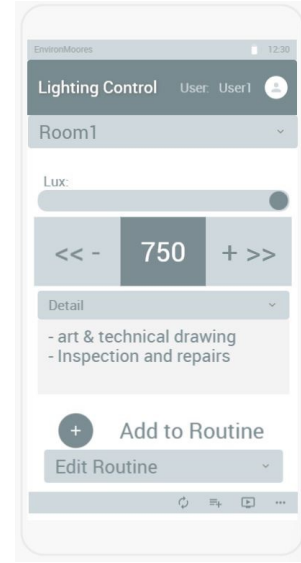 EnvironMoores 12:30
Lighting Control User: User1
Room1
Lux:
<< - 750 + >>
Detail
- art & technical drawing
- Inspection and repairs
+ Add to Routine
Edit Routine